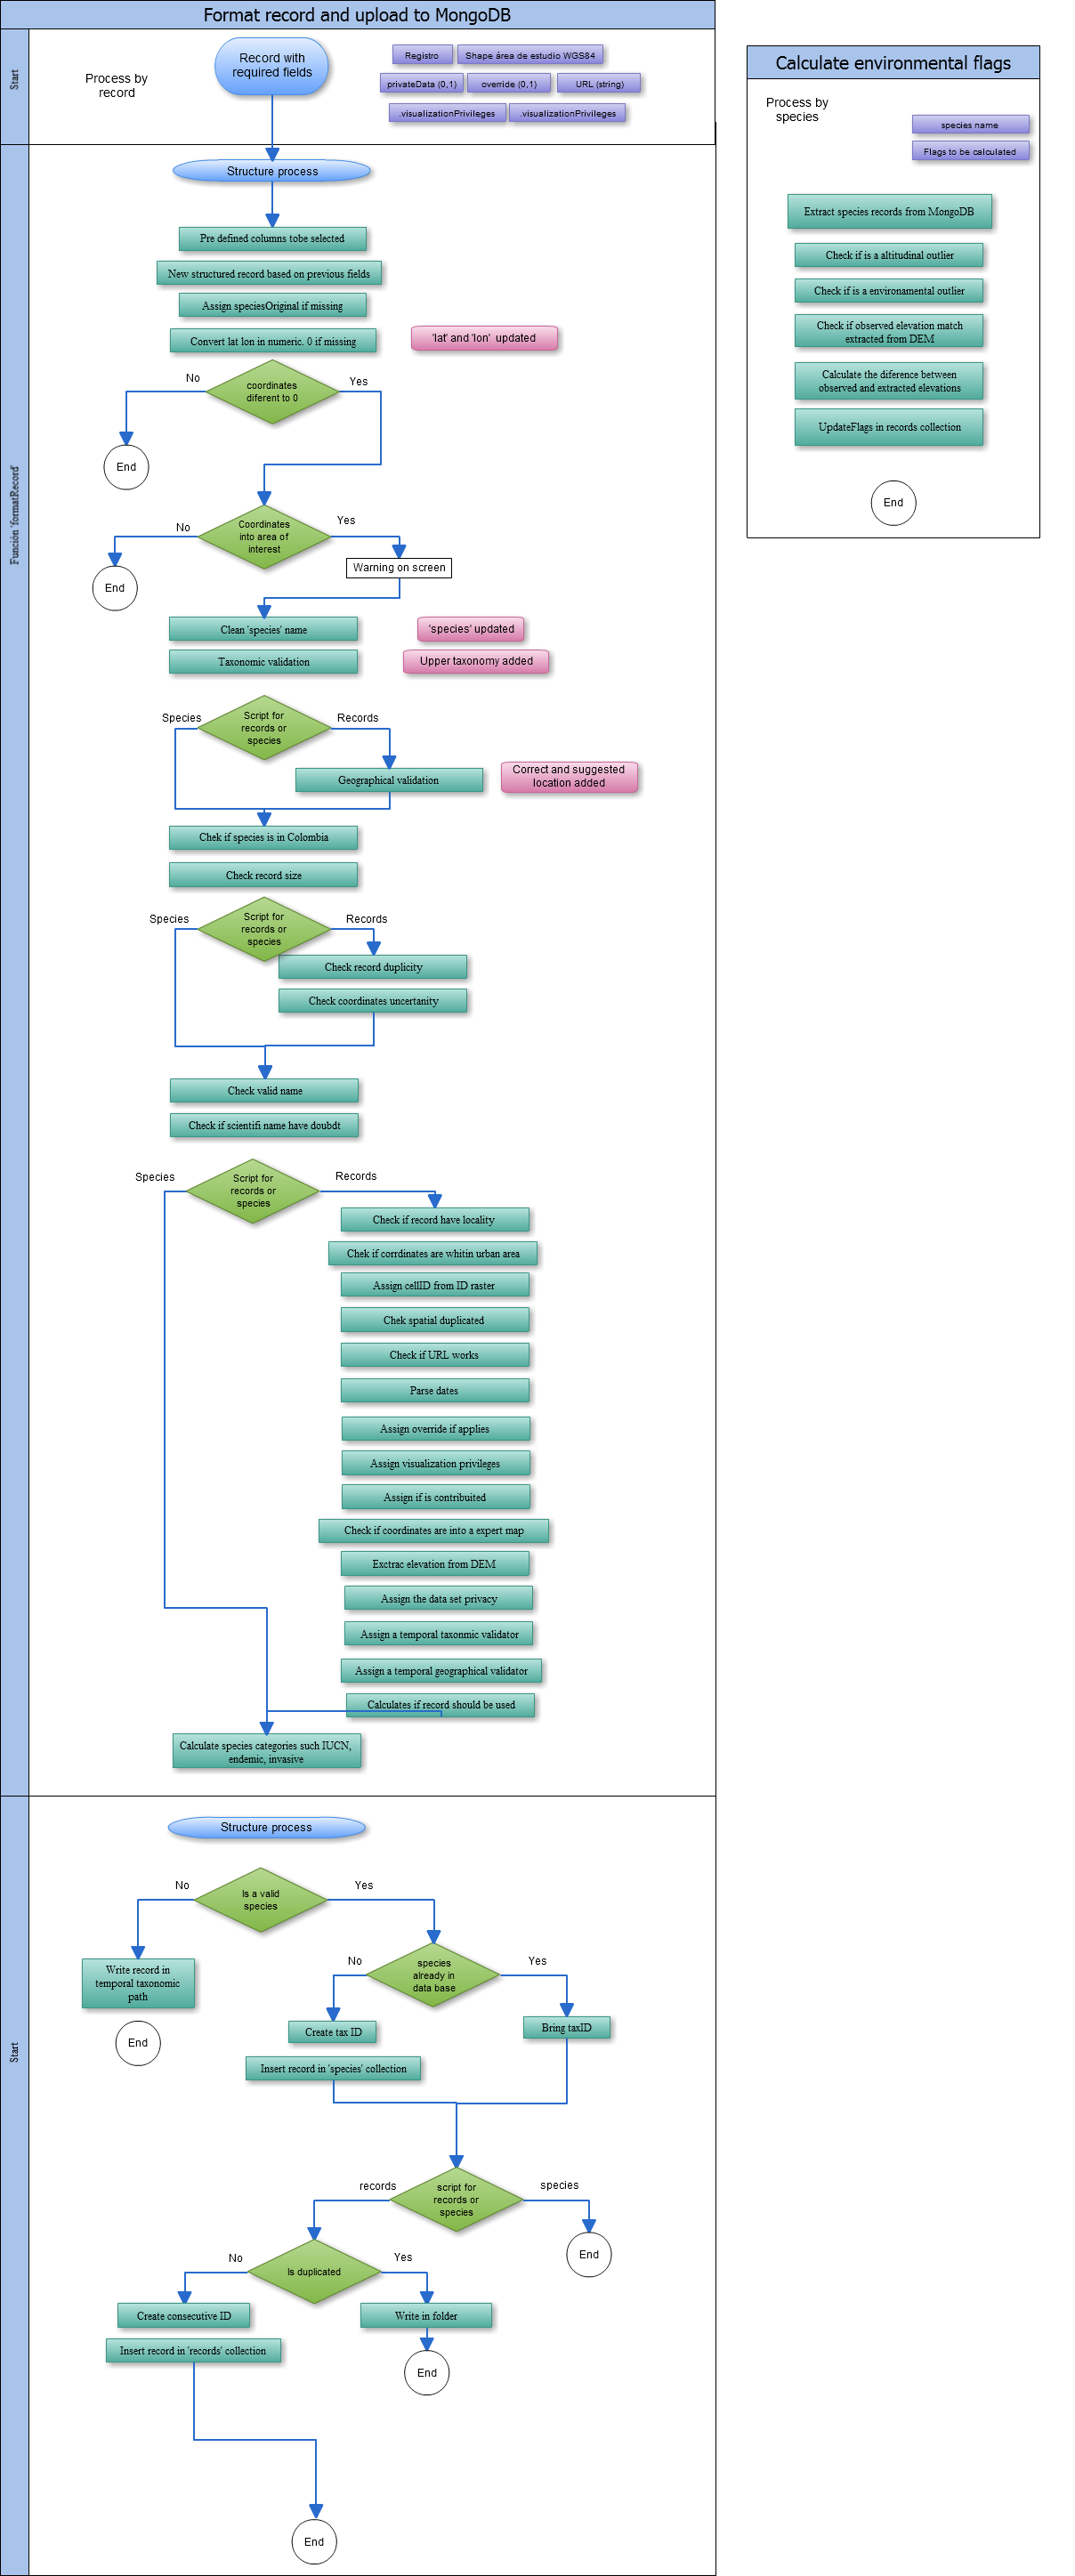 Format record and upload to MongoDB
Start
Process by
record
Record with
required fields
Registro
Shape área de estudio WGS84
privateData (0,1)
override (0,1)
URL (string)
.visualizationPrivileges
.visualizationPrivileges
Función 'formatRecord'
Structure process
Pre defined columns tobe selected
New structured record based on previous fields
Assign speciesOriginal if missing
Convert lat lon in numeric. 0 if missing
'lat' and 'lon' updated
No
coordinates
diferent to 0
Yes
End
No
Coordinates
into area of
interest
Yes
End
Warning on screen
Clean 'species' name
'species' updated
Taxonomic validation
Upper taxonomy added
Species
Script for
records or
species
Records
Geographical validation
Correct and suggested
location added
Chek if species is in Colombia
Check record size
Species
Script for
records or
species
Records
Check record duplicity
Check coordinates uncertanity
Check valid name
Check if scientifi name have doubdt
Species
Script for
records or
species
Records
Check if record have locality
Chek if corrdinates are whitin urban area
Assign cellID from ID raster
Chek spatial duplicated
Check if URL works
Parse dates
Assign override if applies
Assign visualization privileges
Assign if is contribuited
Check if coordinates are into a expert map
Exctrac elevation from DEM
Assign the data set privacy
Assign a temporal taxonmic validator
Assign a temporal geographical validator
Calculates if record should be used
Calculate species categories such IUCN,
endemic, invasive
Start
Structure process
No
Is a valid
species
Yes
Write record in
temporal taxonomic
path
End
No
species
already in
data base
Yes
Create tax ID
Bring taxID
Insert record in 'species' collection
records
script for
records or
species
species
End
No
Is duplicated
Yes
Create consecutive ID
Write in folder
Insert record in 'records' collection
End
End
Calculate environmental flags
Process by
species
species name
Flags to be calculated
Extract species records from MongoDB
Check if is a altitudinal outlier
Check if is a environamental outlier
Check if observed elevation match
extracted from DEM
Calculate the diference between
observed and extracted elevations
UpdateFlags in records collection
End